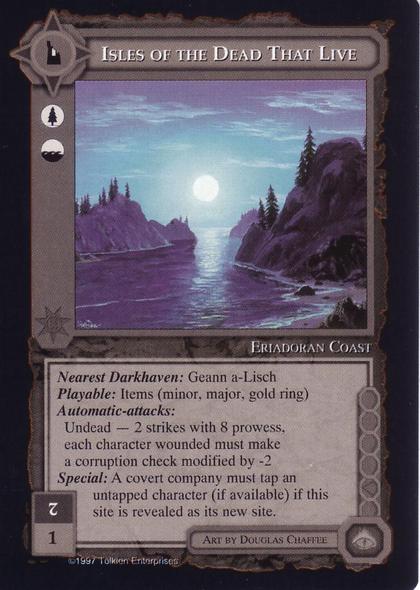 ISLES OF THE DEAD THAT LIVE
ERIADORAN COAST
Nearest Darkhaven: Geann a-Lisch
Playable: Items (minor, major, gold ring)
Automatic-attacks:
Undead — 2 strikes with 8 prowess,
each character wounded must make
a corruption check modified by -2
Special: A covert company must tap an
untapped character (if available) if this
site is revealed as its new site.
2
1
ART BY DOUGLAS CHAFFEE
©1997 Tolkien Enterprises